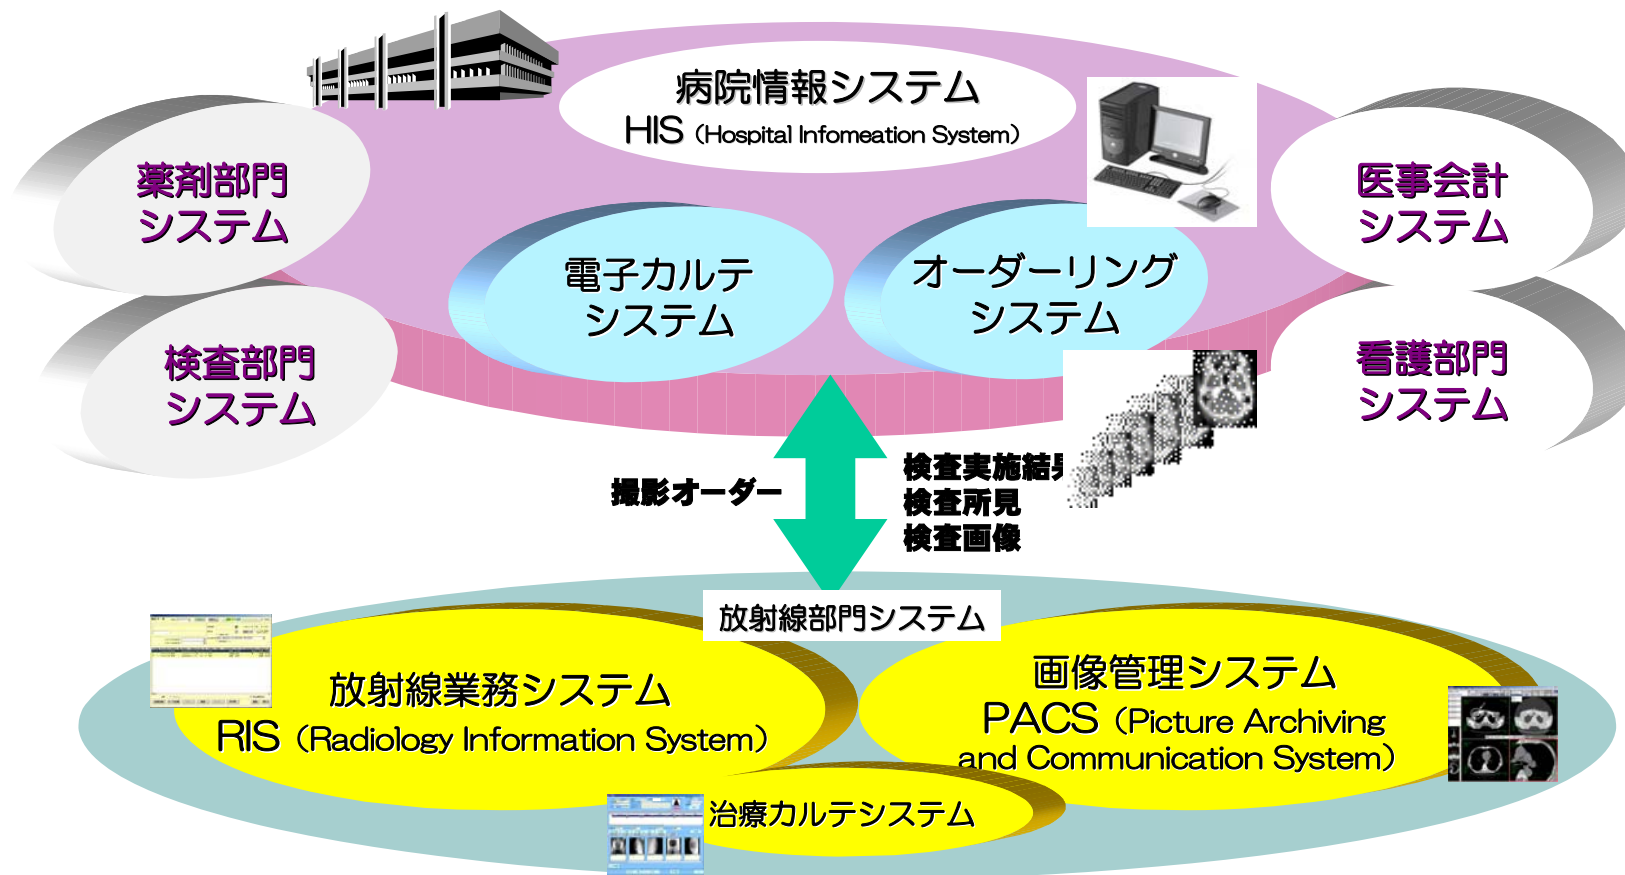 病院情報システム
HIS（Hospital Infomeation System）
薬剤部門
システム
医事会計
システム
電子カルテ
システム
オーダーリング
システム
検査部門
システム
看護部門
システム
撮影オーダー
検査実施結果
検査所見
検査画像
放射線部門システム
放射線業務システム
RIS（Radiology Information System）
画像管理システム
PACS（Picture Archiving
and Communication System）
治療カルテシステム